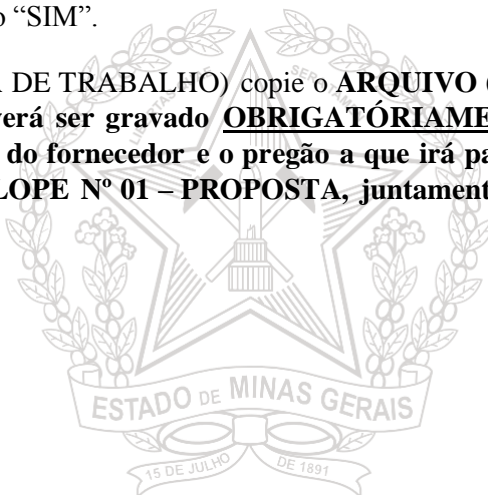 o “SIM”.
DE TRABALHO) copie o ARQUIVO
verá ser gravado OBRIGATÓRIAME
do fornecedor e o pregão a que irá pa
LOPE Nº 01 – PROPOSTA, juntament
ESTADO DE MINAS GERAIS
15 DE JULHO DE 1891